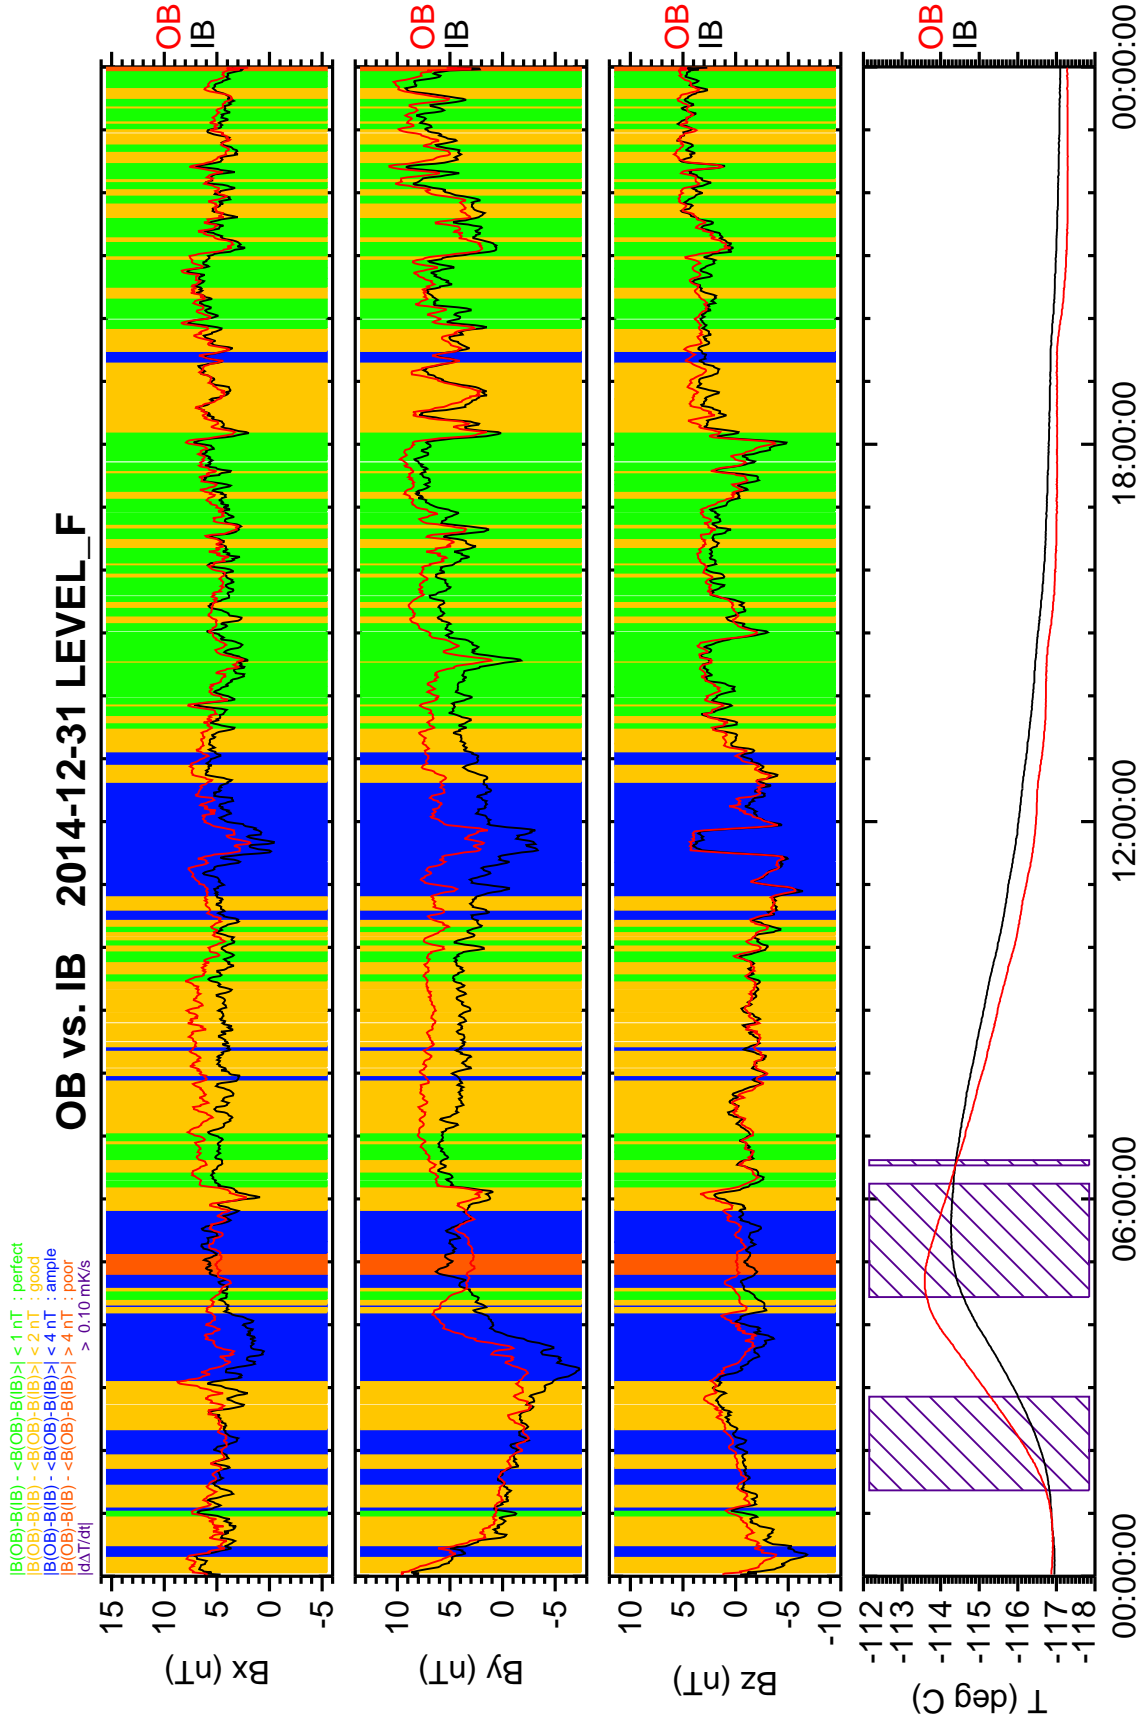 OB vs. IB    2014-12-31 LEVEL_F
|B(OB)-B(IB) - <B(OB)-B(IB)>| < 1 nT  : perfect
|B(OB)-B(IB) - <B(OB)-B(IB)>| < 2 nT  : good
|B(OB)-B(IB) - <B(OB)-B(IB)>| < 4 nT  : ample
|B(OB)-B(IB) - <B(OB)-B(IB)>| > 4 nT  : poor
|dΔT/dt|    > 0.10 mK/s
Bx (nT)
15
10
5
0
-5
OB
IB
By (nT)
10
5
0
-5
OB
IB
Bz (nT)
10
5
0
-5
-10
OB
IB
T (deg C)
-112
-113
-114
-115
-116
-117
-118
OB
IB
00:00:00
06:00:00
12:00:00
18:00:00
00:00:00